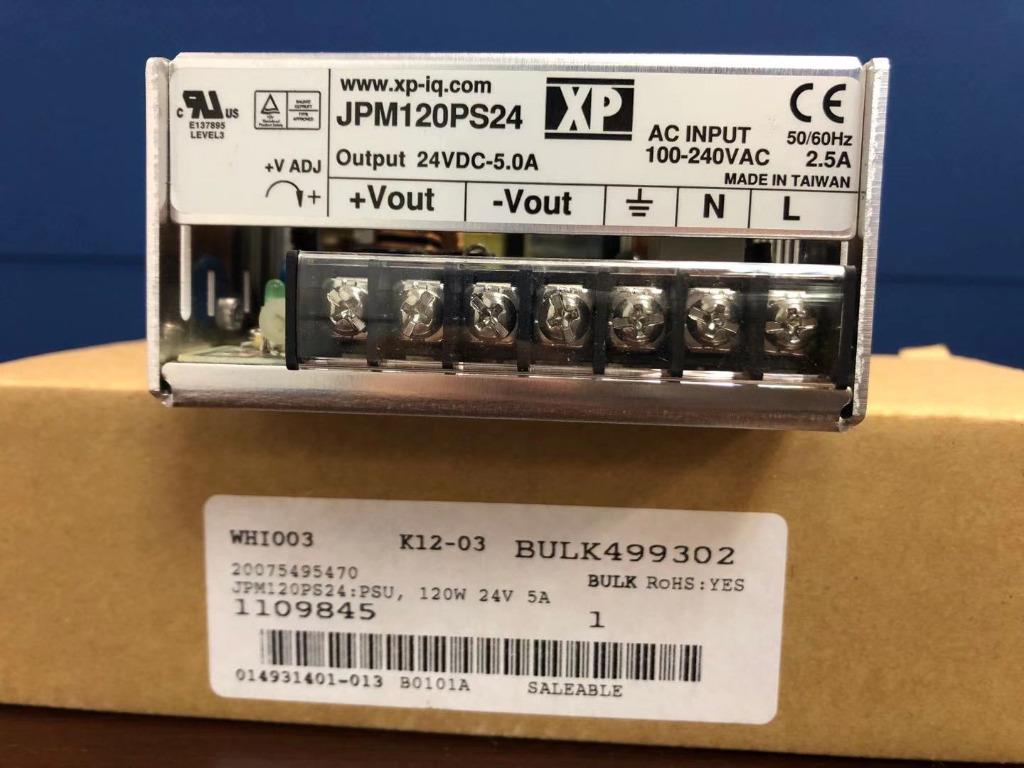 www.xp-iq.com
JPM120PS24
Output 24VDC-5.0A
XP
CE
AC INPUT 50/60Hz
100-240VAC 2.5A
MADE IN TAIWAN
c RU US
E137895
LEVEL3
+V ADJ
+
+Vout -Vout N L
WHI003 K12-03 BULK499302
20075495470 BULK RoHS:YES
JPM120PS24:PSU, 120W 24V 5A
1109845 1
014931401-013 B0101A SALEABLE